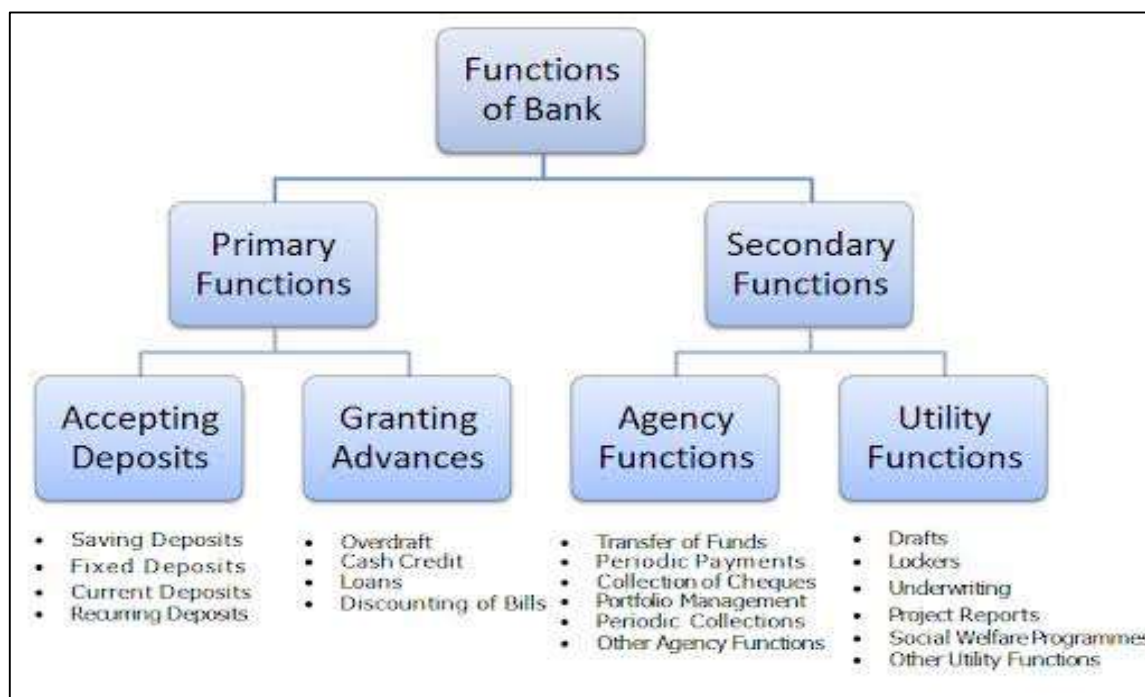 Functions
of Bank
Primary
Functions
Secondary
Functions
Accepting
Deposits
Granting
Advances
Agency
Functions
Utility
Functions
• Saving Deposits
• Fixed Deposits
• Current Deposits
• Recurring Deposits
• Overdraft
• Cash Credit
• Loans
• Discounting of Bills
• Transfer of Funds
• Periodic Payments
• Collection of Cheques
• Portfolio Management
• Periodic Collections
• Other Agency Functions
• Drafts
• Lockers
• Underwriting
• Project Reports
• Social Welfare Programmes
• Other Utility Functions